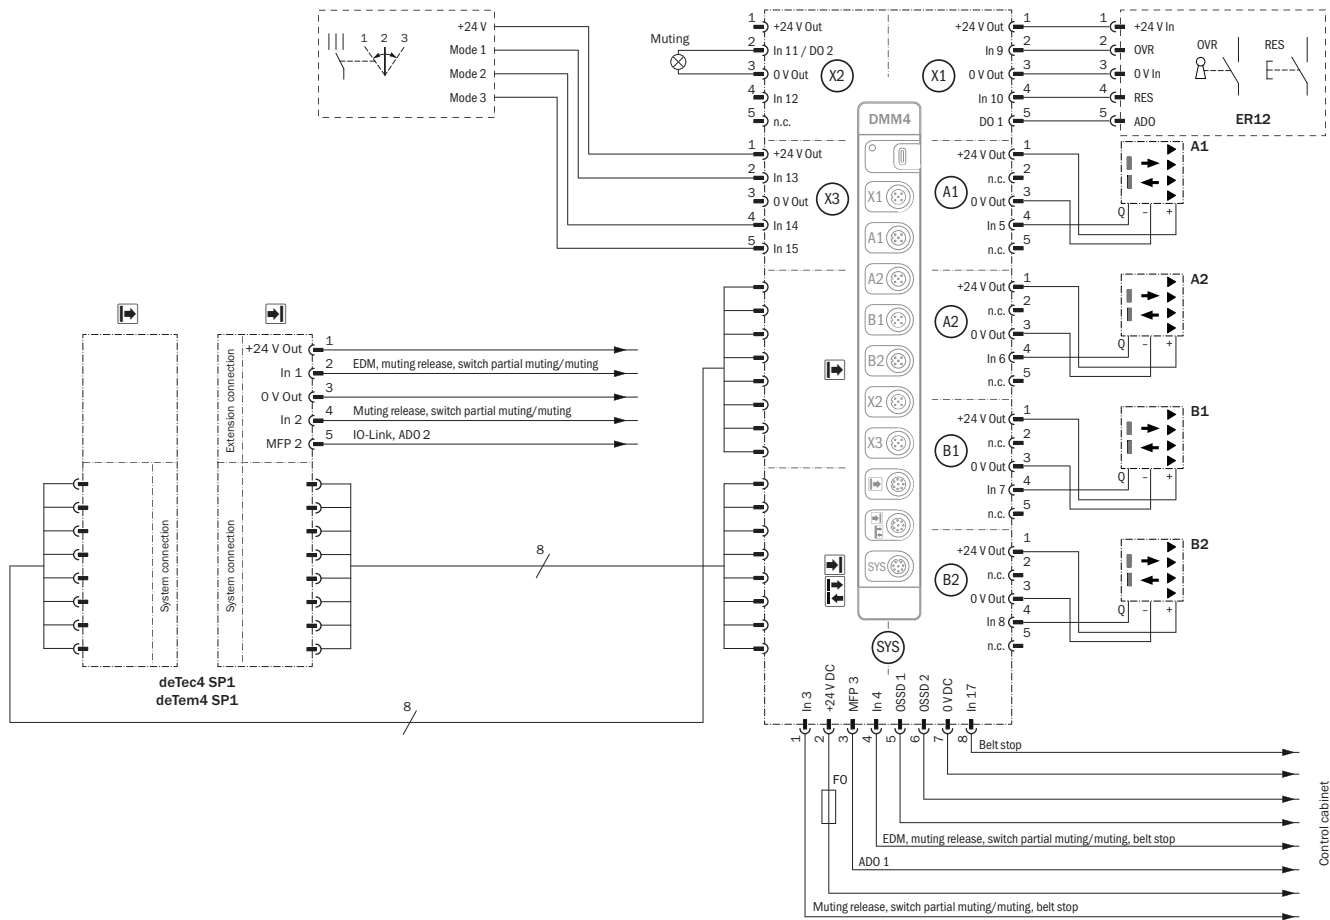 +24 V
Mode 1
Mode 2
Mode 3
1 2 3
Muting
1 +24 V Out
2 In 11 / DO 2
3 0 V Out
4 In 12
5 n.c.
X2
X1
+24 V Out 1
In 9 2
0 V Out 3
In 10 4
DO 1 5
1 +24 V In
2 OVR
3 0 V In
4 RES
5 ADO
OVR
RES
ER12
1 +24 V Out
2 In 13
3 0 V Out
4 In 14
5 In 15
X3
DMM4
X1
A1
A2
B1
B2
X2
X3
SYS
A1
+24 V Out 1
n.c. 2
0 V Out 3
In 5 4
n.c. 5
Q – +
A1
A2
+24 V Out 1
n.c. 2
0 V Out 3
In 6 4
n.c. 5
Q – +
A2
B1
+24 V Out 1
n.c. 2
0 V Out 3
In 7 4
n.c. 5
Q – +
B1
B2
+24 V Out 1
n.c. 2
0 V Out 3
In 8 4
n.c. 5
Q – +
B2
Extension connection
+24 V Out 1
In 1 2 EDM, muting release, switch partial muting/muting
0 V Out 3
In 2 4 Muting release, switch partial muting/muting
MFP 2 5 IO-Link, ADO 2
System connection
System connection
8
8
deTec4 SP1
deTem4 SP1
SYS
In 3
+24 V DC
MFP 3
In 4
OSSD 1
OSSD 2
0 V DC
In 17
1 2 3 4 5 6 7 8
Belt stop
F0
EDM, muting release, switch partial muting/muting, belt stop
ADO 1
Muting release, switch partial muting/muting, belt stop
Control cabinet